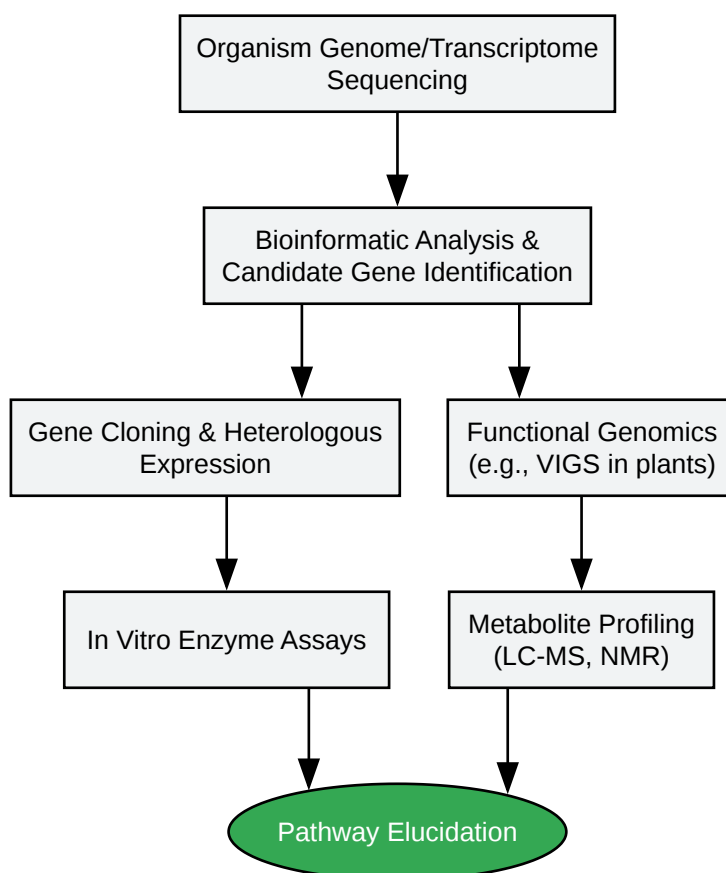 Organism Genome/Transcriptome
Sequencing
Bioinformatic Analysis &
Candidate Gene Identification
Gene Cloning & Heterologous
Expression
Functional Genomics
(e.g., VIGS in plants)
In Vitro Enzyme Assays
Metabolite Profiling
(LC-MS, NMR)
Pathway Elucidation